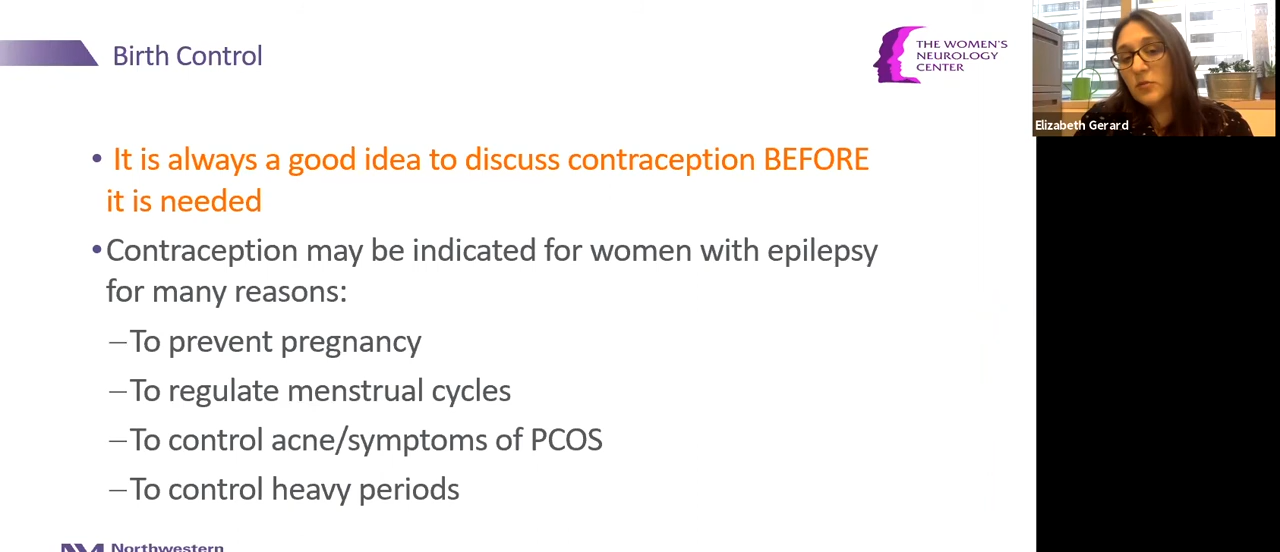 Birth Control
THE WOMEN'S
NEUROLOGY
CENTER
Elizabeth Gerard
• It is always a good idea to discuss contraception BEFORE
it is needed
•Contraception may be indicated for women with epilepsy
for many reasons:
–To prevent pregnancy
–To regulate menstrual cycles
–To control acne/symptoms of PCOS
–To control heavy periods
Northwestern